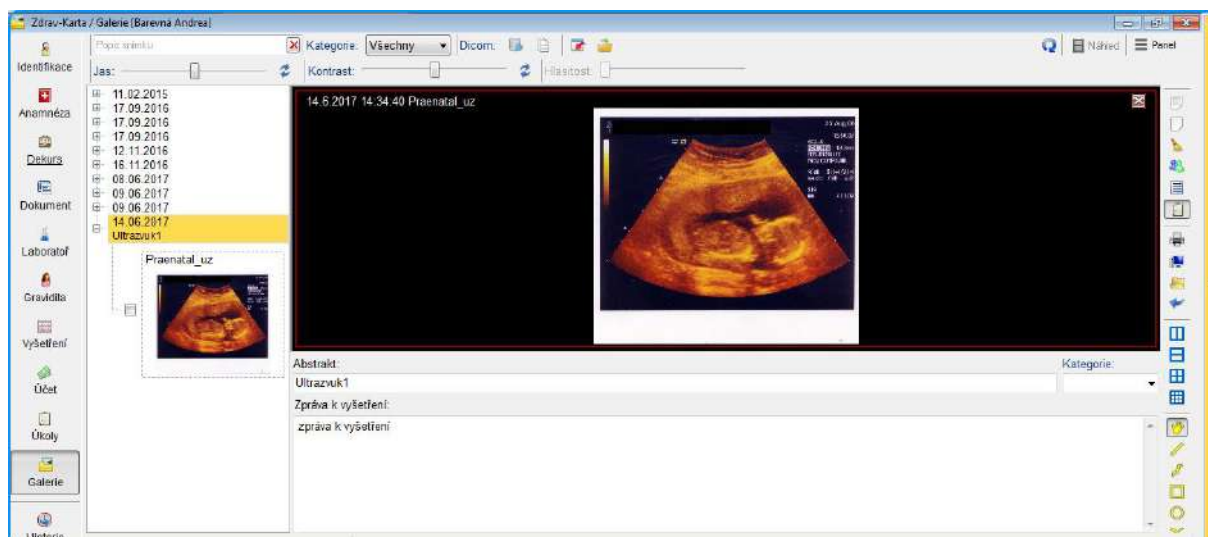 Zdrav-Karta / Galerie [Barevná Andrea]
Popis snímku
Kategorie: Všechny Dicom:
Náhled Panel
Jas: Kontrast: Hlasitost:
Identifikace
Anamnéza
Dekurs
Dokument
Laboratoř
Gravidita
Vyšetření
Účet
Úkoly
Galerie
Historie
11.02.2015
17.09.2016
17.09.2016
17.09.2016
12.11.2016
16.11.2016
08.06.2017
09.06.2017
09.06.2017
14.06.2017
Ultrazvuk1
Praenatal_uz
14.6.2017 14:34:40 Praenatal_uz
Abstrakt: Kategorie:
Ultrazvuk1
Zpráva k vyšetření:
zpráva k vyšetření